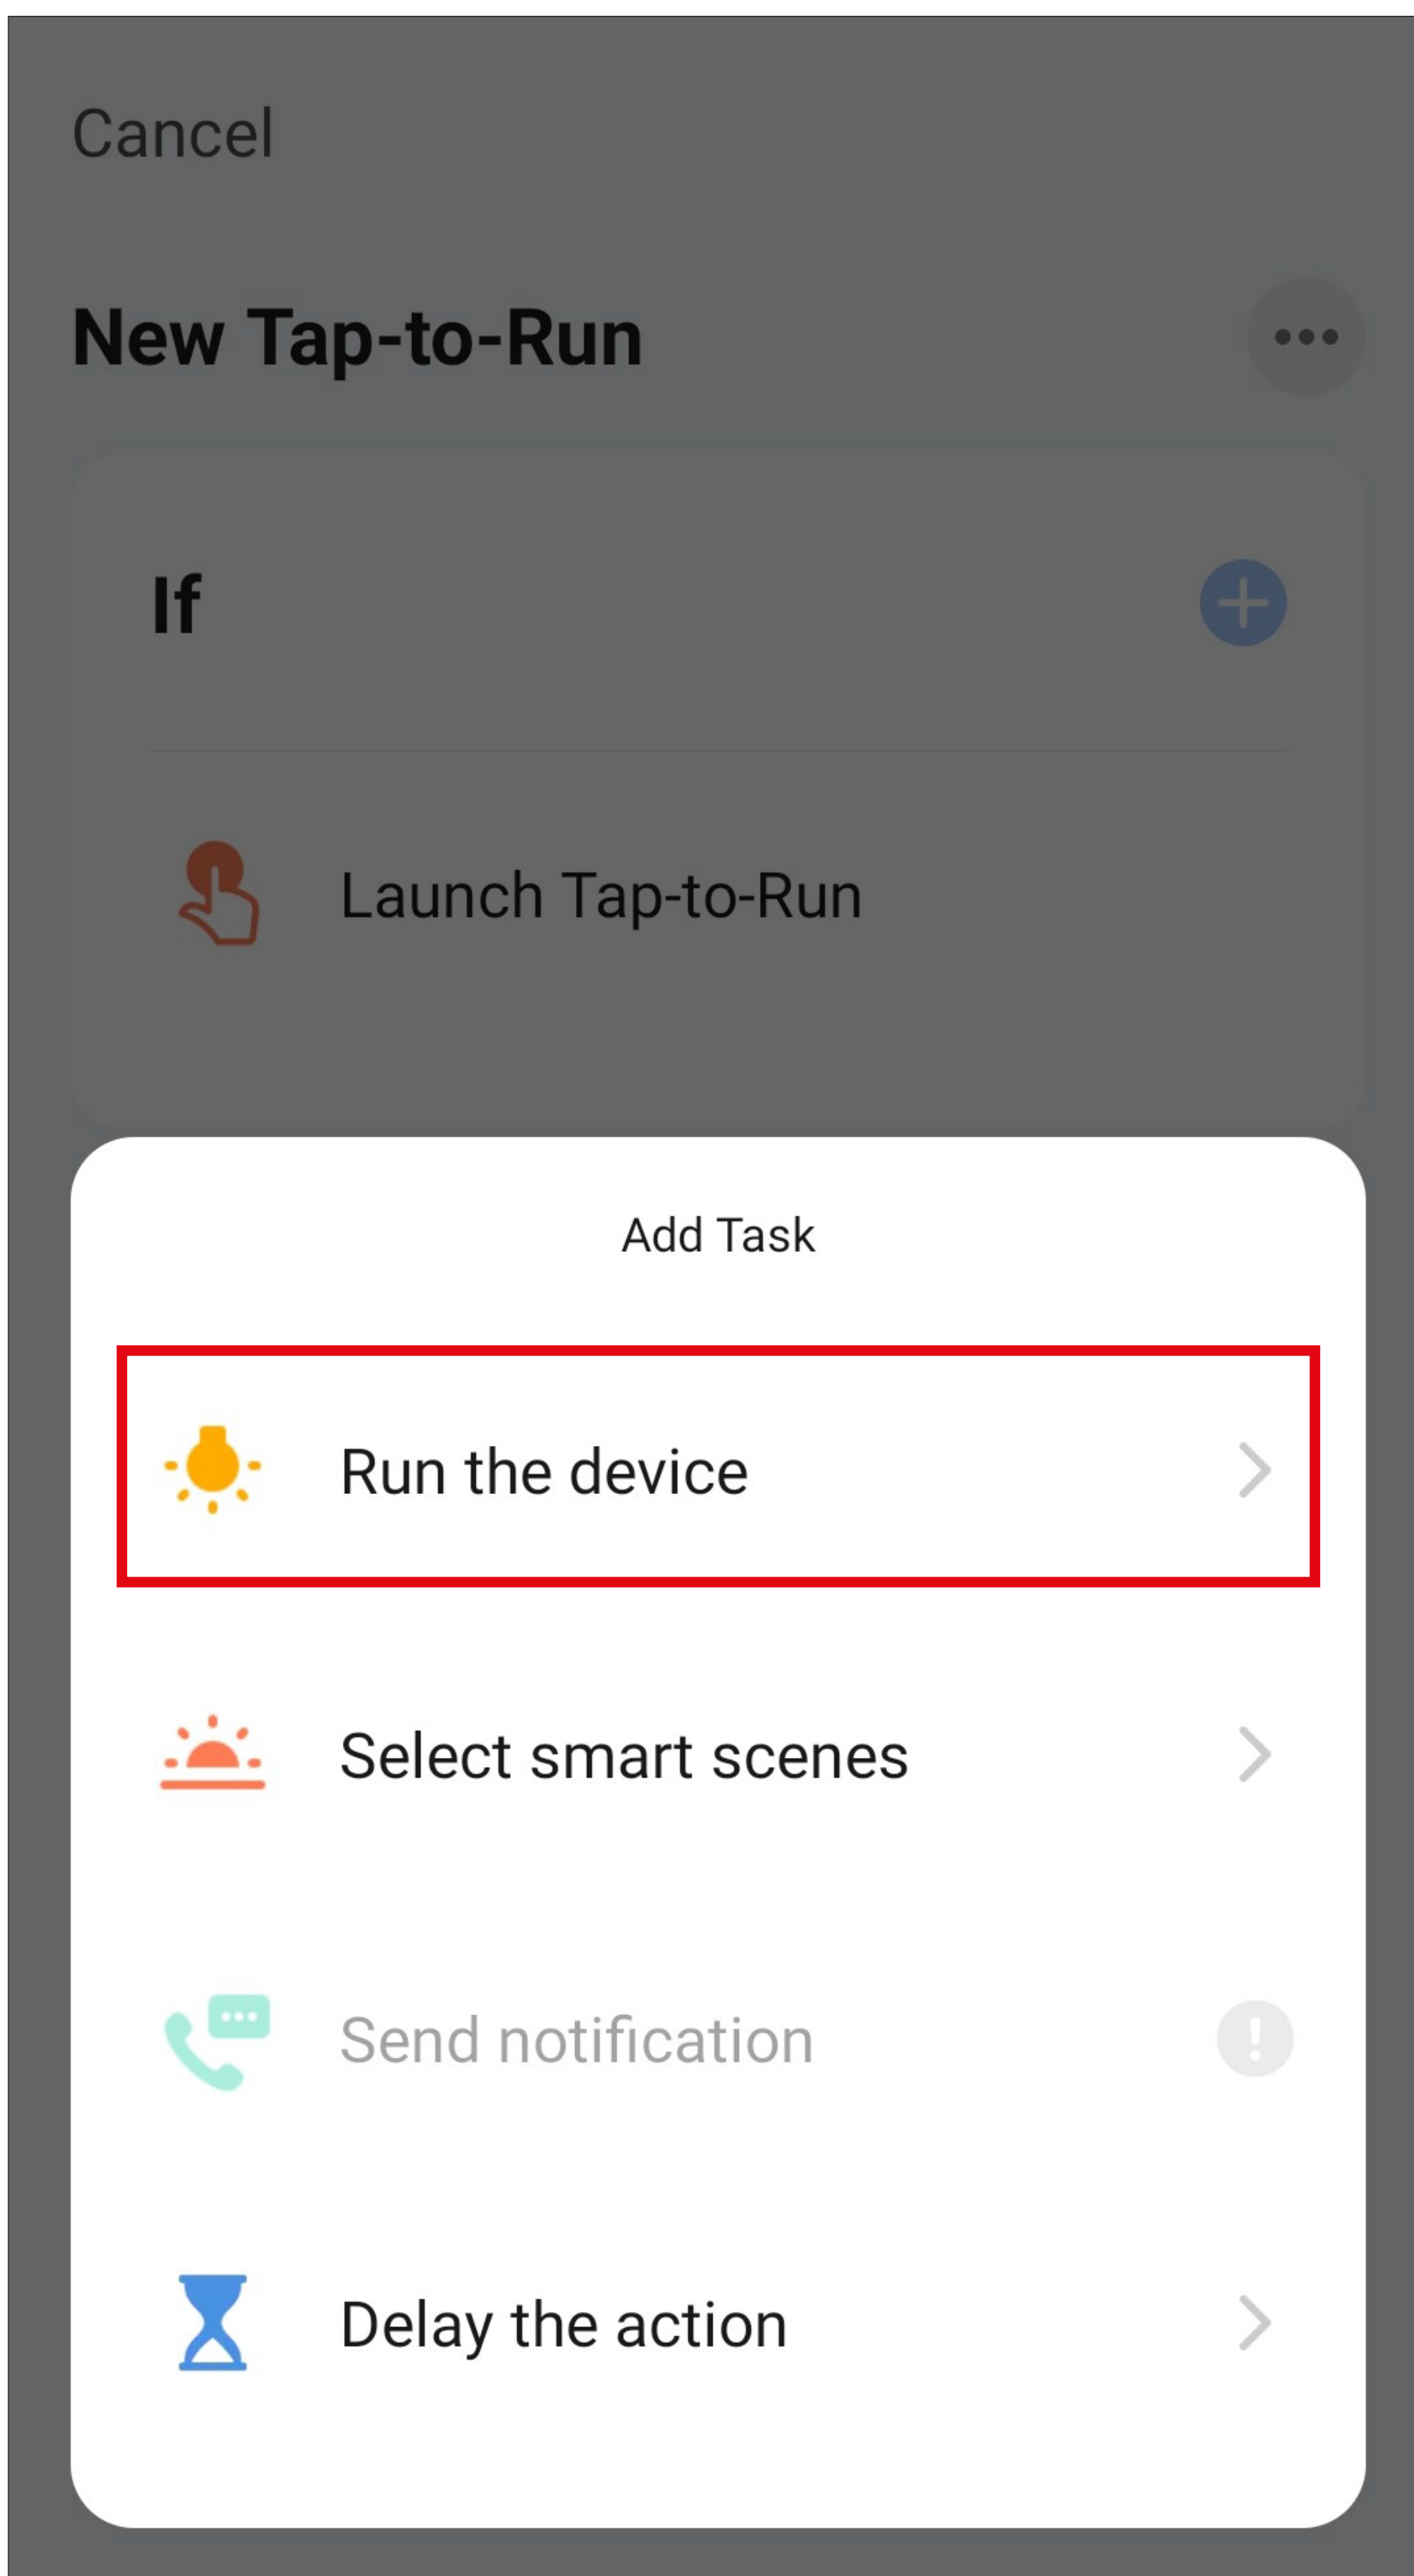 Cancel
New Tap-to-Run
If
Launch Tap-to-Run
Add Task
Run the device
Select smart scenes
Send notification
Delay the action